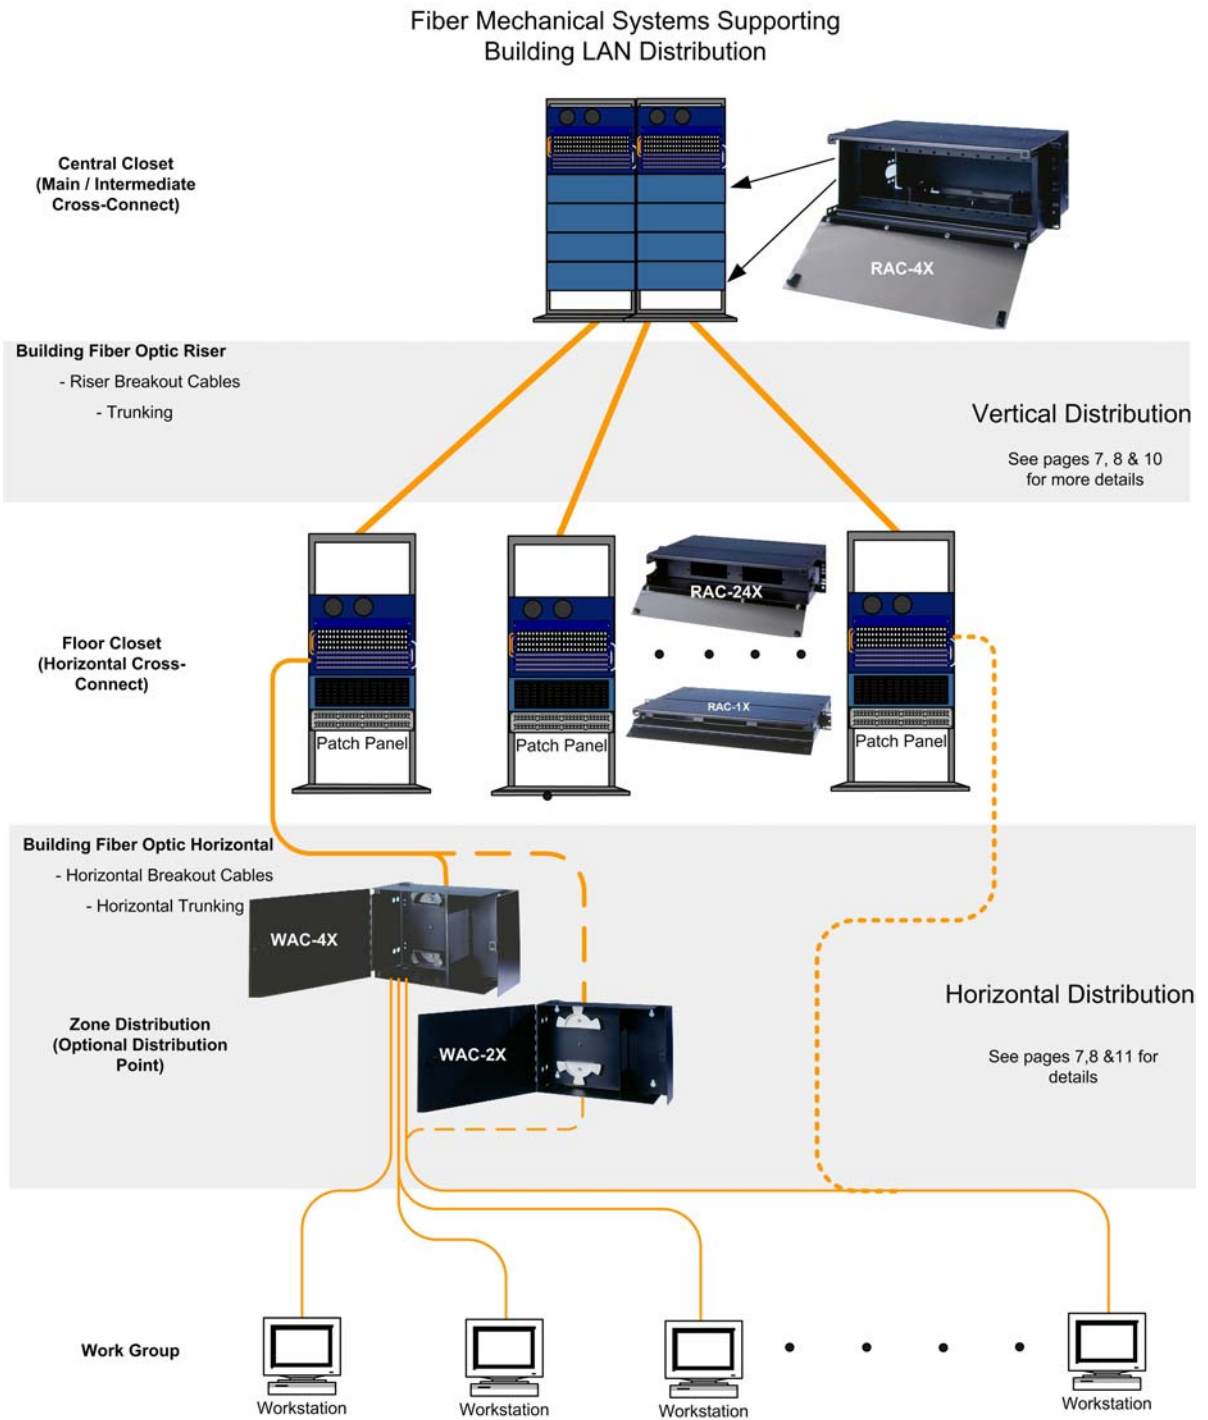 Fiber Mechanical Systems Supporting
Building LAN Distribution
Central Closet
(Main / Intermediate
Cross-Connect)
RAC-4X
Building Fiber Optic Riser
- Riser Breakout Cables
- Trunking
Vertical Distribution
See pages 7, 8 & 10
for more details
RAC-24X
Floor Closet
(Horizontal Cross-
Connect)
RAC-1X
Patch Panel
Patch Panel
Patch Panel
Building Fiber Optic Horizontal
- Horizontal Breakout Cables
- Horizontal Trunking
WAC-4X
Horizontal Distribution
Zone Distribution
(Optional Distribution
Point)
WAC-2X
See pages 7,8 &11 for
details
Work Group
Workstation
Workstation
Workstation
Workstation